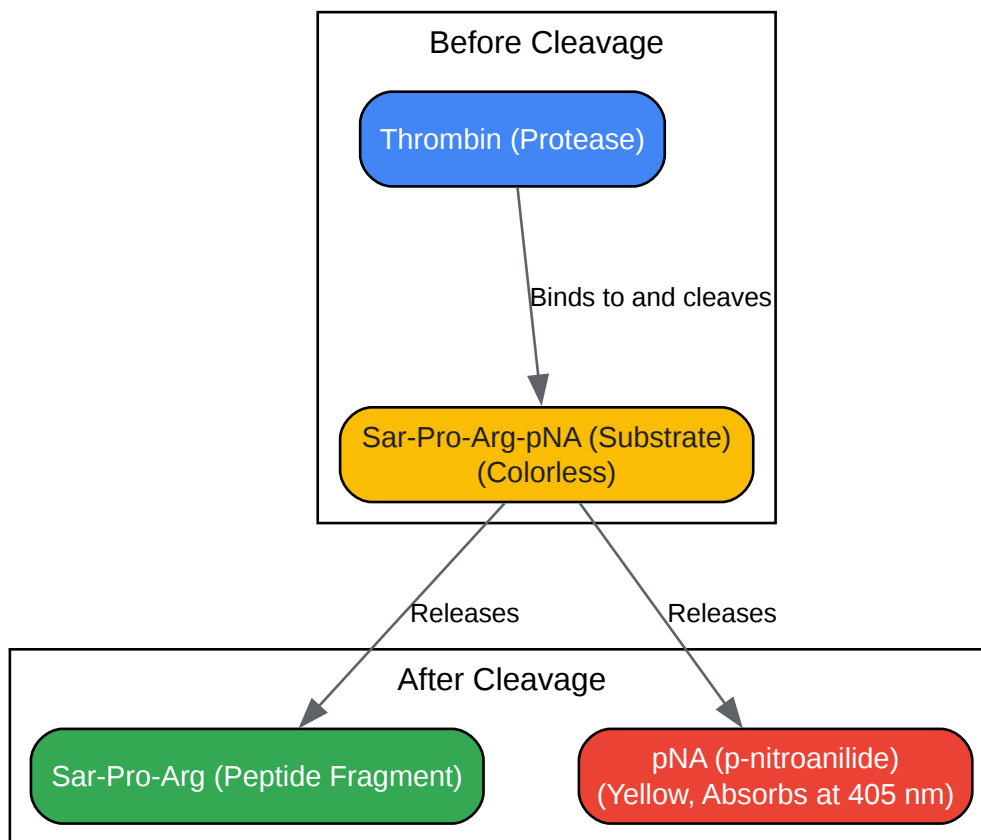 Before Cleavage
Thrombin (Protease)
Binds to and cleaves
Sar-Pro-Arg-pNA (Substrate)
(Colorless)
Releases
Releases
After Cleavage
Sar-Pro-Arg (Peptide Fragment)
pNA (p-nitroanilide)
(Yellow, Absorbs at 405 nm)